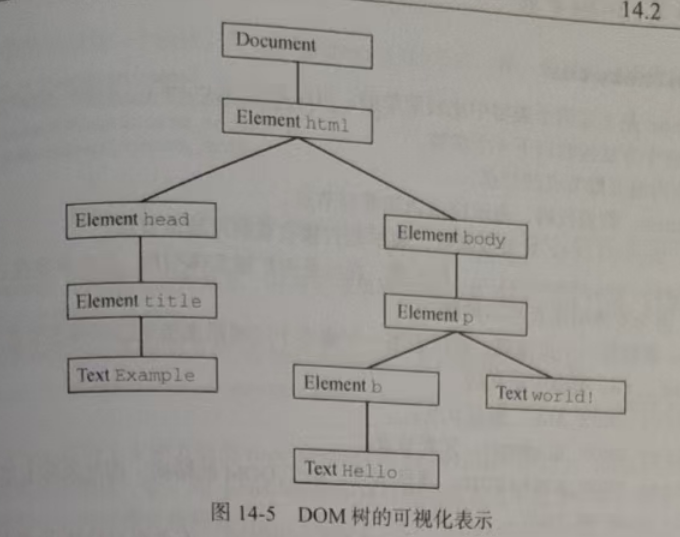 14.2
Document
Element html
Element head
Element body
Element title
Element p
Text Example
Element b
Text world!
Text Hello
图 14-5 DOM 树的可视化表示